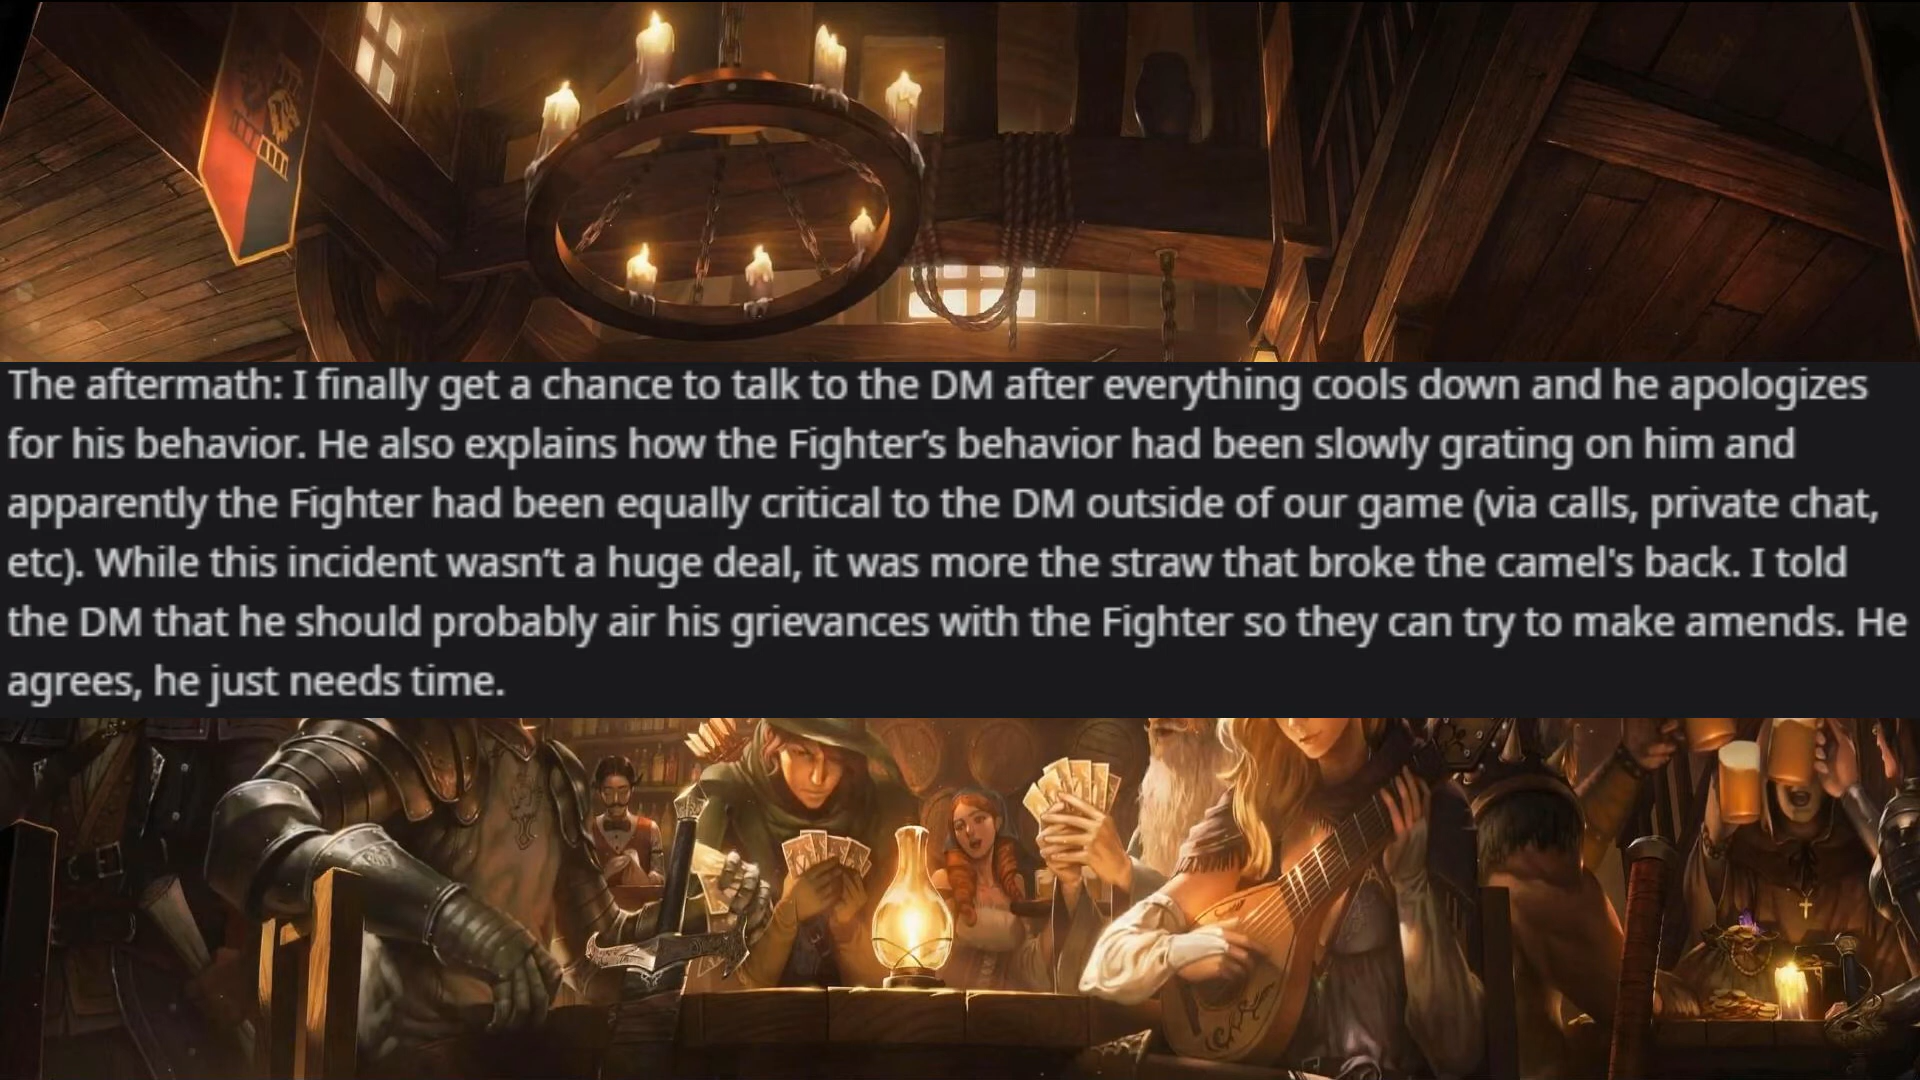 The aftermath: I finally get a chance to talk to the DM after everything cools down and he apologizes
for his behavior. He also explains how the Fighter’s behavior had been slowly grating on him and
apparently the Fighter had been equally critical to the DM outside of our game (via calls, private chat,
etc). While this incident wasn’t a huge deal, it was more the straw that broke the camel's back. I told
the DM that he should probably air his grievances with the Fighter so they can try to make amends. He
agrees, he just needs time.